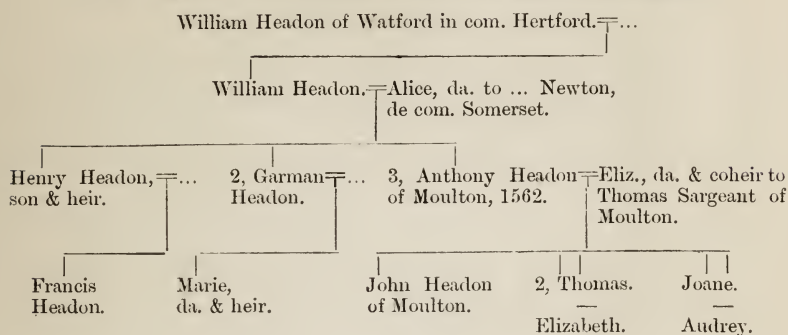 William Headon of Watford in com. Hertford.=...
William Headon.=Alice, da. to ... Newton,
de com. Somerset.
Henry Headon,=...
son & heir.
2, Garman=...
Headon.
3, Anthony Headon=Eliz., da. & coheir to
of Moulton, 1562.
Thomas Sargeant of
Moulton.
Francis
Headon.
Marie,
da. & heir.
John Headon
of Moulton.
2, Thomas.
—
Elizabeth.
Joane.
—
Audrey.